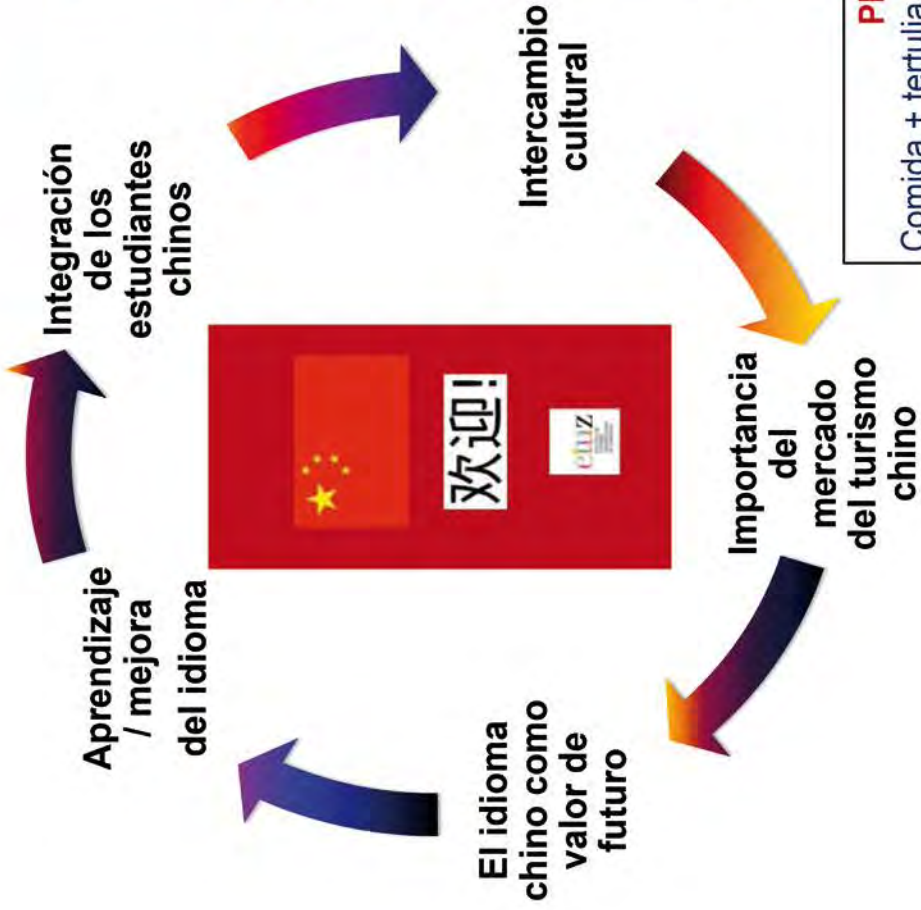 Aprendizaje
/ mejora
del idioma
Integración
de los
estudiantes
chinos
欢迎!
El idioma
chino como
valor de
futuro
Intercambio
cultural
Importancia
del
mercado
del turismo
chino
Comida + tertulia